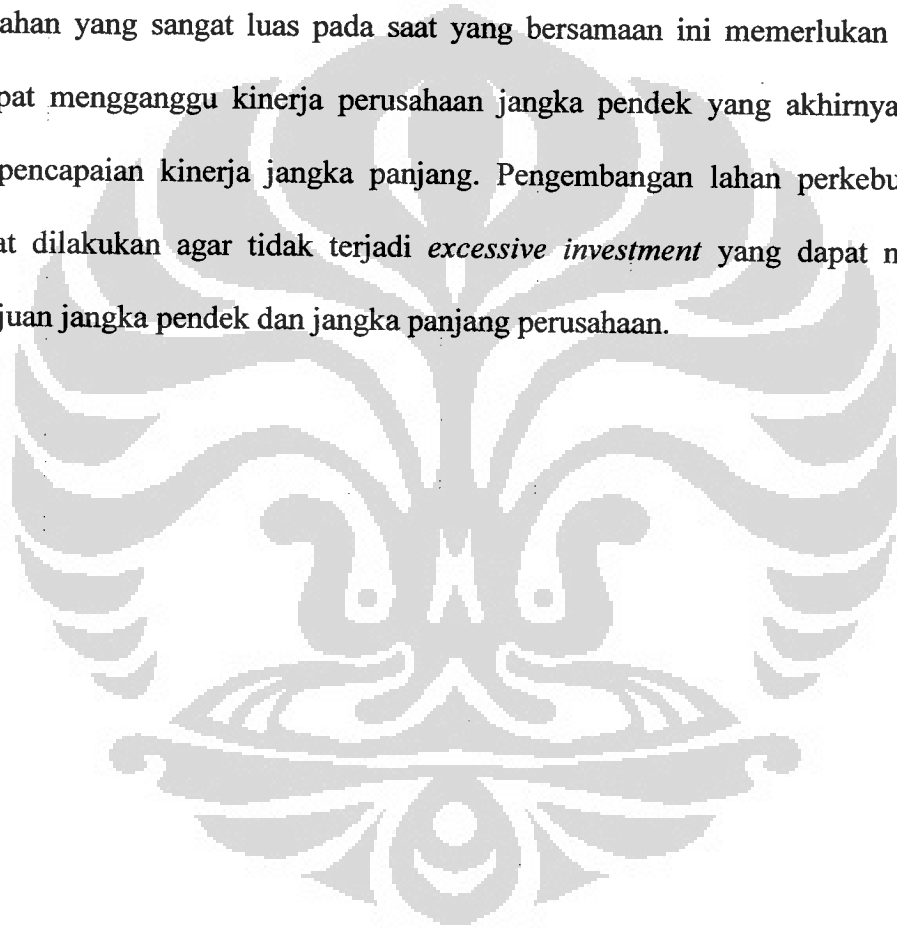 ahan yang sangat luas pada saat yang bersamaan ini memerlukan
pat mengganggu kinerja perusahaan jangka pendek yang akhirnya
pencapaian kinerja jangka panjang. Pengembangan lahan perkebu
at dilakukan agar tidak terjadi excessive investment yang dapat
juan jangka pendek dan jangka panjang perusahaan.